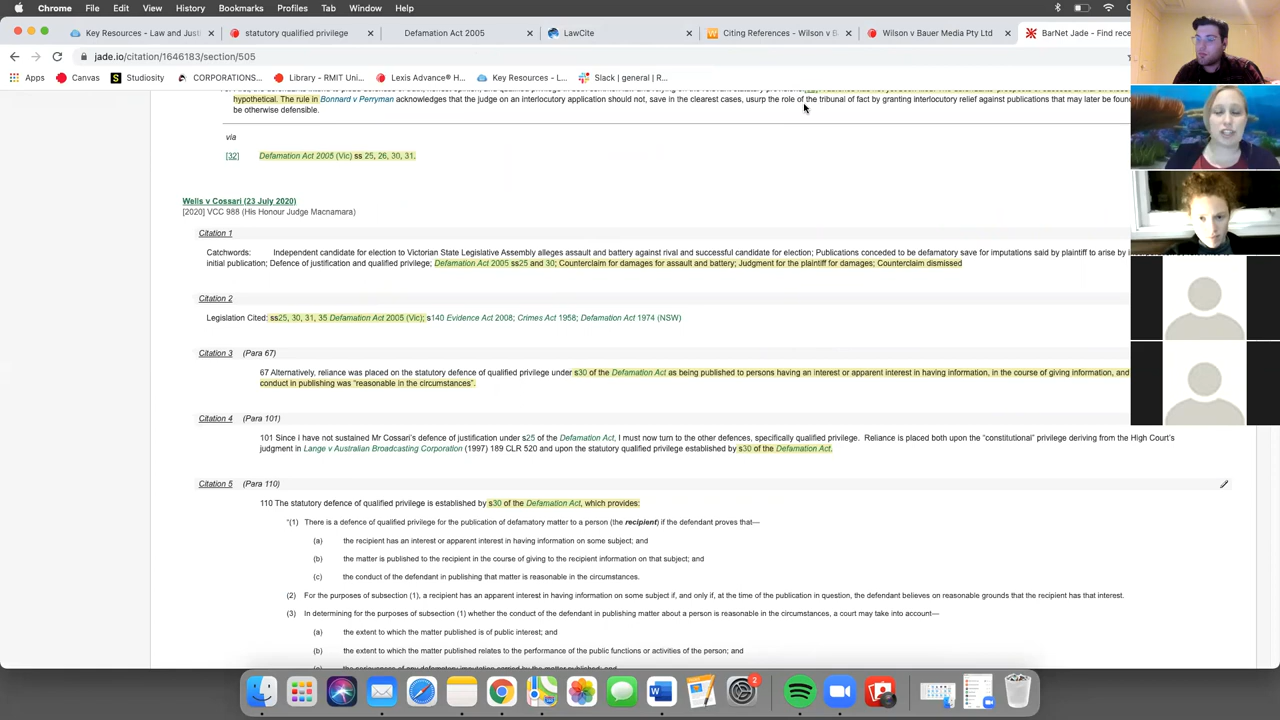 Chrome File Edit View History Bookmarks People Tab Window Help
Key Resources - Law and Justi
statutory qualified privilege
Defamation Act 2005
LawCite
Citing References - Wilson v B
Wilson v Bauer Media Pty Ltd
BarNet Jade - Find rece
jade.io/citation/1646183/section/505
Apps Canvas Studiosity CORPORATIONS... Library - RMIT Uni... Lexis Advance® H... Key Resources - L... Slack | general | R...
hypothetical. The rule in Bonnard v Perryman acknowledges that the judge on an interlocutory application should not, save in the clearest cases, usurp the role of the tribunal of fact by granting interlocutory relief against publications that may later be found
be otherwise defensible.
via
[32] Defamation Act 2005 (Vic) ss 25, 26, 30, 31.
Wells v Cossari (23 July 2020)
[2020] VCC 988 (His Honour Judge Macnamara)
Citation 1
Catchwords: Independent candidate for election to Victorian State Legislative Assembly alleges assault and battery against rival and successful candidate for election; Publications conceded to be defamatory save for imputations said by plaintiff to arise by
initial publication; Defence of justification and qualified privilege; Defamation Act 2005 ss25 and 30; Counterclaim for damages for assault and battery; Judgment for the plaintiff for damages; Counterclaim dismissed
Citation 2
Legislation Cited: ss25, 30, 31, 35 Defamation Act 2005 (Vic); s140 Evidence Act 2008; Crimes Act 1958; Defamation Act 1974 (NSW)
Citation 3 (Para 67)
67 Alternatively, reliance was placed on the statutory defence of qualified privilege under s30 of the Defamation Act as being published to persons having an interest or apparent interest in having information, in the course of giving information, and
conduct in publishing was "reasonable in the circumstances".
Citation 4 (Para 101)
101 Since I have not sustained Mr Cossari's defence of justification under s25 of the Defamation Act, I must now turn to the other defences, specifically qualified privilege. Reliance is placed both upon the "constitutional" privilege deriving from the High Court's
judgment in Lange v Australian Broadcasting Corporation (1997) 189 CLR 520 and upon the statutory qualified privilege established by s30 of the Defamation Act.
Citation 5 (Para 110)
110 The statutory defence of qualified privilege is established by s30 of the Defamation Act, which provides:
"(1) There is a defence of qualified privilege for the publication of defamatory matter to a person (the recipient) if the defendant proves that—
(a) the recipient has an interest or apparent interest in having information on some subject; and
(b) the matter is published to the recipient in the course of giving to the recipient information on that subject; and
(c) the conduct of the defendant in publishing that matter is reasonable in the circumstances.
(2) For the purposes of subsection (1), a recipient has an apparent interest in having information on some subject if, and only if, at the time of the publication in question, the defendant believes on reasonable grounds that the recipient has that interest.
(3) In determining for the purposes of subsection (1) whether the conduct of the defendant in publishing matter about a person is reasonable in the circumstances, a court may take into account—
(a) the extent to which the matter published is of public interest; and
(b) the extent to which the matter published relates to the performance of the public functions or activities of the person; and
2